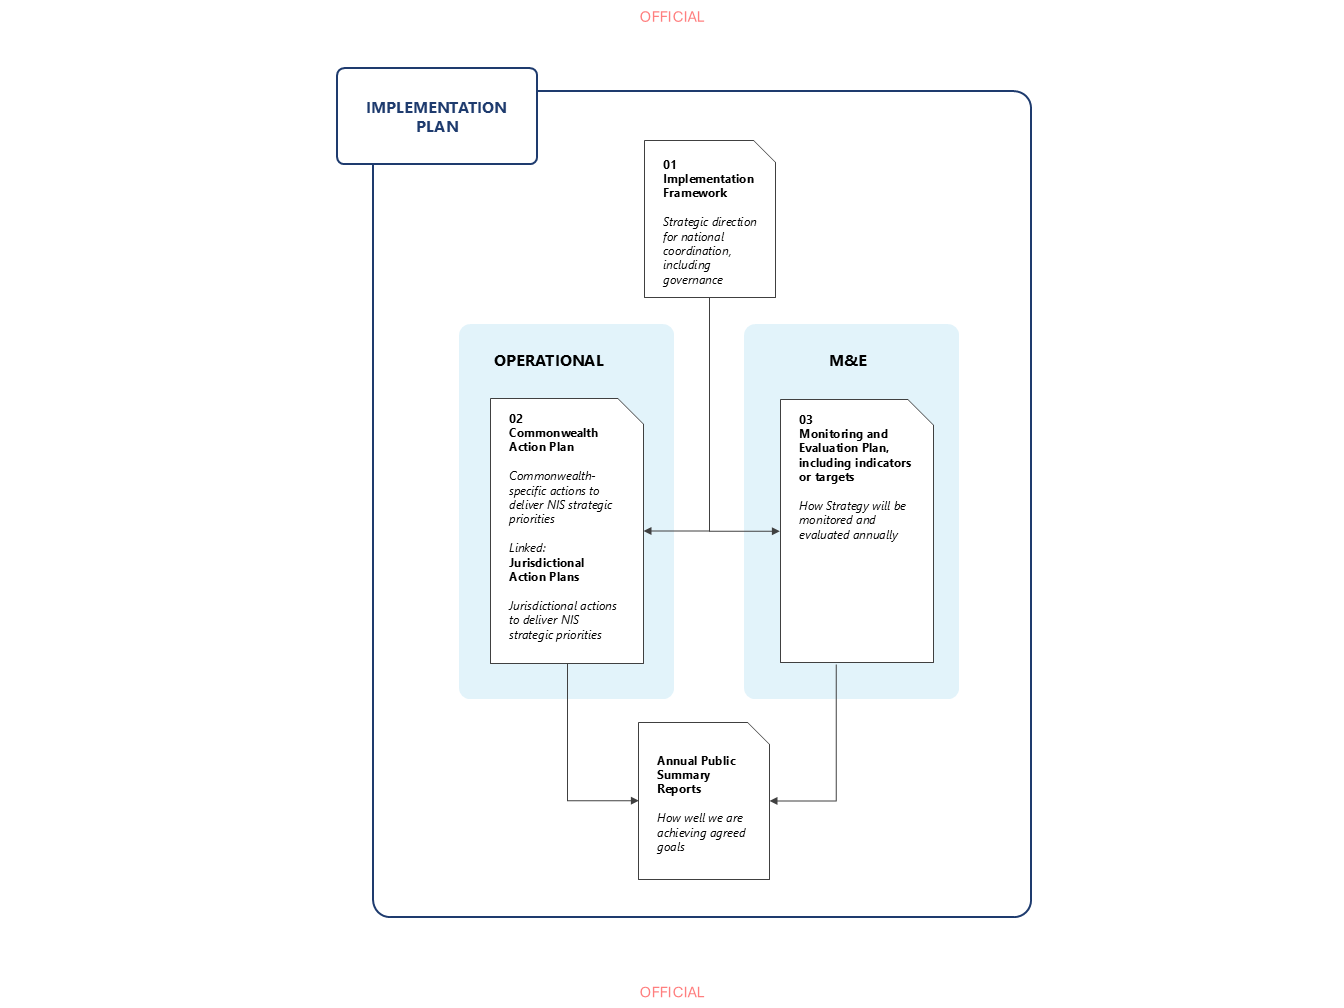 OFFICIAL
IMPLEMENTATION
PLAN
01
Implementation
Framework
Strategic direction
for national
coordination,
including
governance
OPERATIONAL
02
Commonwealth
Action Plan
Commonwealth-
specific actions to
deliver NIS strategic
priorities
Linked:
Jurisdictional
Action Plans
Jurisdictional actions
to deliver NIS
strategic priorities
M&E
03
Monitoring and
Evaluation Plan,
including indicators
or targets
How Strategy will be
monitored and
evaluated annually
Annual Public
Summary
Reports
How well we are
achieving agreed
goals
OFFICIAL